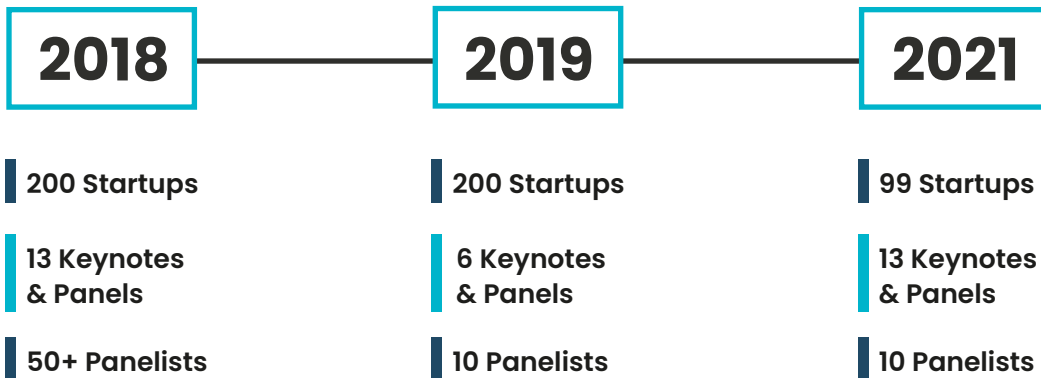 2018
2019
2021
200 Startups
200 Startups
99 Startups
13 Keynotes
& Panels
6 Keynotes
& Panels
13 Keynotes
& Panels
50+ Panelists
10 Panelists
10 Panelists